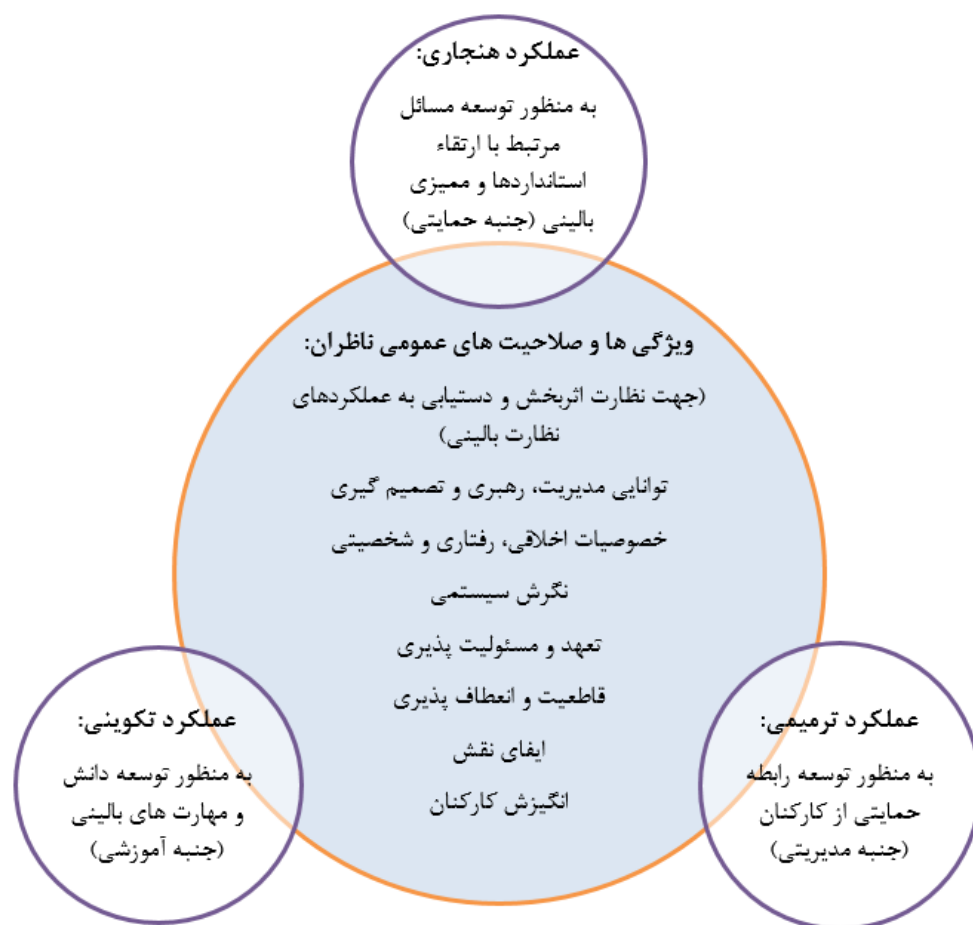 عملکرد هنجاری:
به منظور توسعه مسائل
مرتبط با ارتقاء
استانداردها و ممیزی
بالینی (جنبه حمایتی)
ویژگی ها و صلاحیت های عمومی ناظران:
(جهت نظارت اثربخش و دستیابی به عملکردهای
نظارت بالینی)
توانایی مدیریت، رهبری و تصمیم گیری
خصوصیات اخلاقی، رفتاری و شخصیتی
نگرش سیستمی
تعهد و مسئولیت پذیری
قاطعیت و انعطاف پذیری
ایفای نقش
انگیزش کارکنان
عملکرد ترمیمی:
به منظور توسعه رابطه
حمایتی از کارکنان
(جنبه مدیریتی)
عملکرد تکوینی:
به منظور توسعه دانش
و مهارت های بالینی
(جنبه آموزشی)